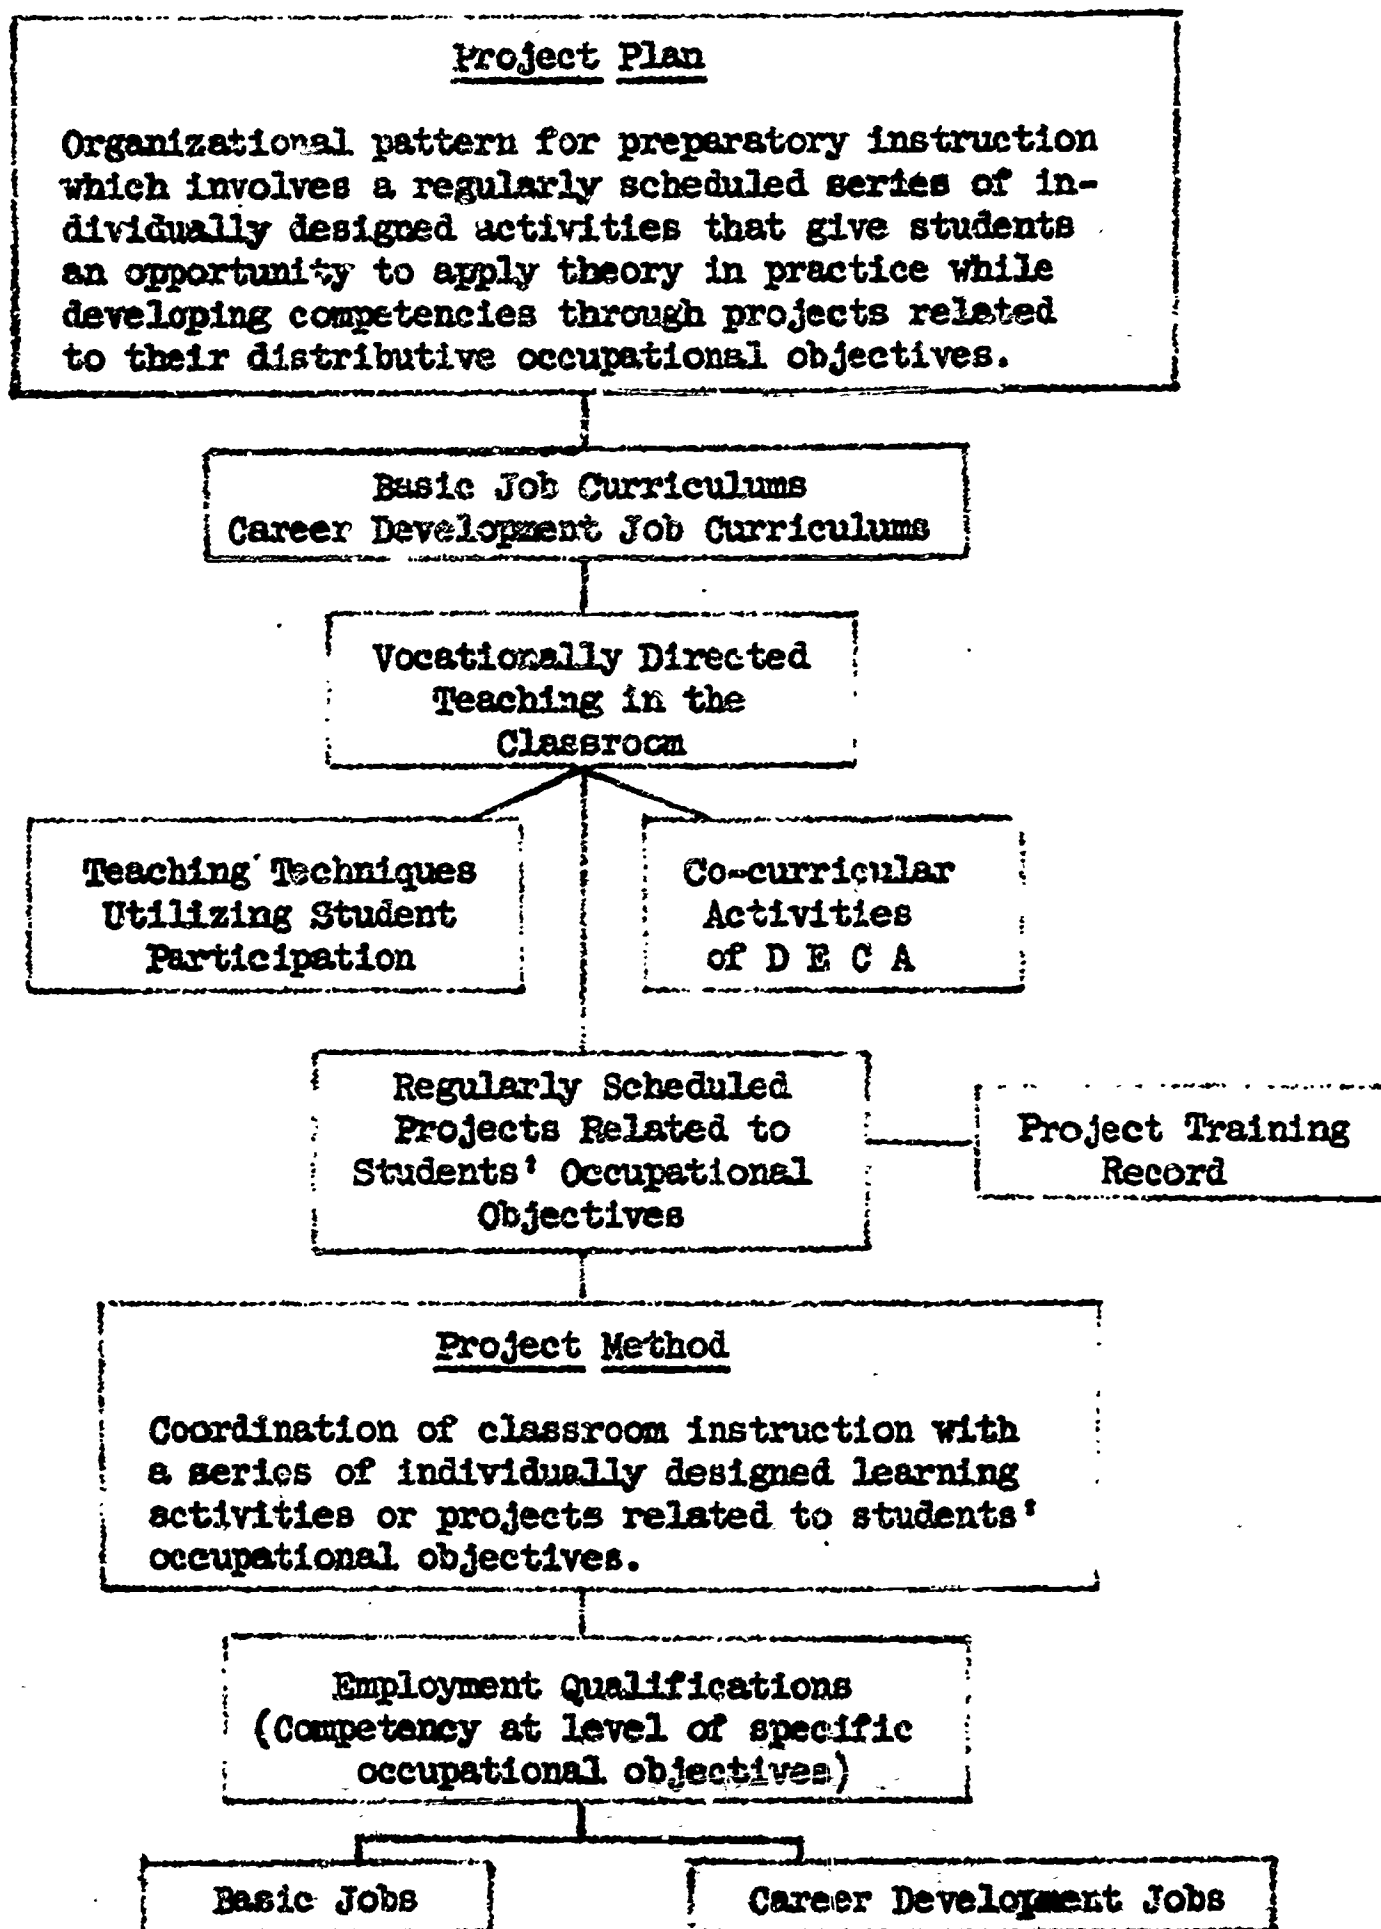 Project Plan
Organizational pattern for preparatory instruction
which involves a regularly scheduled series of in-
dividually designed activities that give students
an opportunity to apply theory in practice while
developing competencies through projects related
to their distributive occupational objectives.
Basic Job Curriculums
Career Development Job Curriculums
Vocationally Directed
Teaching in the
Classroom
Teaching Techniques
Utilizing Student
Participation
Co-curricular
Activities
of D E C A
Regularly Scheduled
Projects Related to
Students' Occupational
Objectives
Project Training
Record
Project Method
Coordination of classroom instruction with
a series of individually designed learning
activities or projects related to students'
occupational objectives.
Employment Qualifications
(Competency at level of specific
occupational objectives)
Basic Jobs
Career Development Jobs